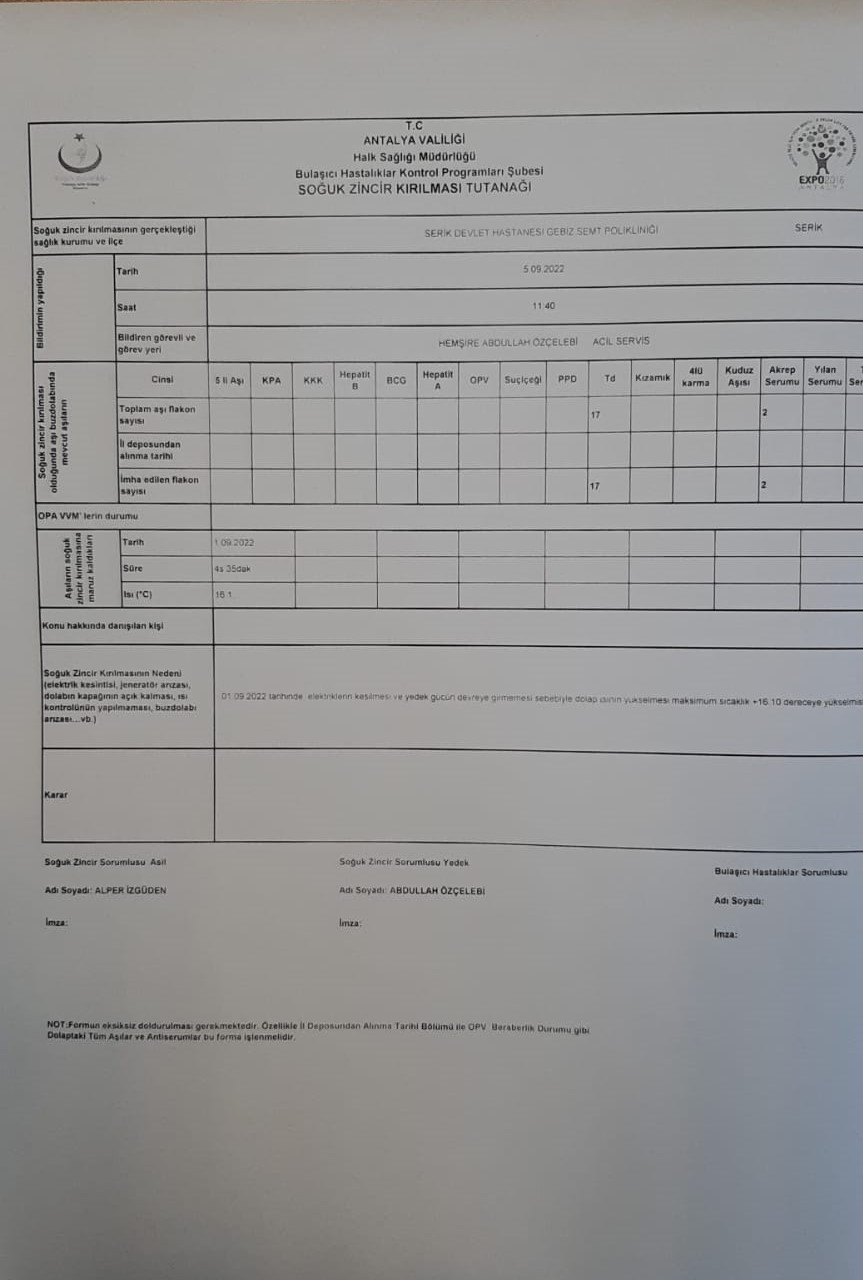 T.C
ANTALYA VALİLİĞİ
Halk Sağlığı Müdürlüğü
Bulaşıcı Hastalıklar Kontrol Programları Şubesi
SOĞUK ZİNCİR KIRILMASI TUTANAĞI
EXPO2016
ANTALYA
Soğuk zincir kırılmasının gerçekleştiği
sağlık kurumu ve ilçe
SERİK DEVLET HASTANESİ GEBİZ SEMT POLİKLİNİĞİ SERİK
Bildirimin yapıldığı
Tarih 5 09.2022
Saat 11:40
Bildiren görevli ve
görev yeri
HEMŞİRE ABDULLAH ÖZÇELEBİ ACİL SERVİS
Soğuk zincir kırılması
olduğunda aşı buzdolabında
mevcut aşıların
Cinsi 5 li Aşı KPA KKK Hepatit B BCG Hepatit A OPV Suçiçeği PPD Td Kızamık 4lü karma Kuduz Aşısı Akrep Serumu Yılan Serumu
Toplam aşı flakon
sayısı
17 2
İl deposundan
alınma tarihi
İmha edilen flakon
sayısı
17 2
OPA VVM' lerin durumu
Aşıların soğuk
zincir kırılmasına
maruz kaldıkları
Tarih 1.09.2022
Süre 4s 35dak
Isı (°C) 16.1
Konu hakkında danışılan kişi
Soğuk Zincir Kırılmasının Nedeni
(elektrik kesintisi, jeneratör arızası,
dolabın kapağının açık kalması, ısı
kontrolünün yapılmaması, buzdolabı
arızası...vb.)
01.09.2022 tarihinde elektriklerin kesilmesi ve yedek gücün devreye girmemesi sebebiyle dolap ısının yükselmesi maksimum sıcaklık +16.10 dereceye yükselmiş
Karar
Soğuk Zincir Sorumlusu Asil
Adı Soyadı: ALPER İZGÜDEN
İmza:
Soğuk Zincir Sorumlusu Yedek
Adı Soyadı: ABDULLAH ÖZÇELEBİ
İmza:
Bulaşıcı Hastalıklar Sorumlusu
Adı Soyadı:
İmza:
NOT:Formun eksiksiz doldurulması gerekmektedir. Özellikle İl Deposundan Alınma Tarihi Bölümü ile OPV Beraberlik Durumu gibi
Dolaptaki Tüm Aşılar ve Antiserumlar bu forma işlenmelidir.